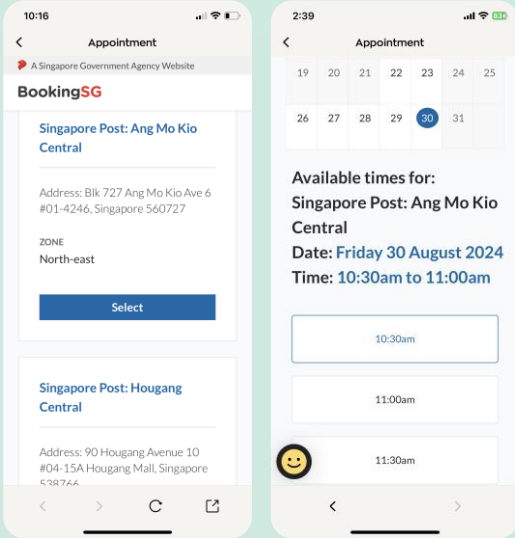 10:16
Appointment
A Singapore Government Agency Website
BookingSG
Singapore Post: Ang Mo Kio
Central
Address: Blk 727 Ang Mo Kio Ave 6
#01-4246, Singapore 560727
ZONE
North-east
Select
Singapore Post: Hougang
Central
Address: 90 Hougang Avenue 10
#04-15A Hougang Mall, Singapore
538766
2:39
83+
Appointment
19 20 21 22 23 24 25
26 27 28 29 30 31
Available times for:
Singapore Post: Ang Mo Kio
Central
Date: Friday 30 August 2024
Time: 10:30am to 11:00am
10:30am
11:00am
11:30am